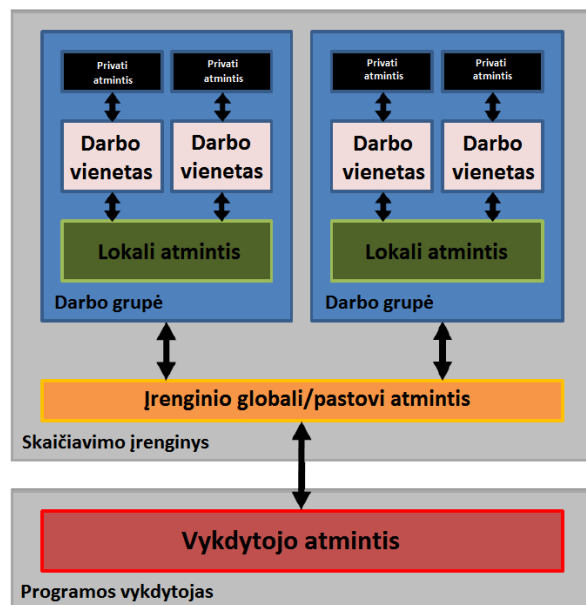 Privati
atmintis
Privati
atmintis
Privati
atmintis
Privati
atmintis
Darbo
vienetas
Darbo
vienetas
Darbo
vienetas
Darbo
vienetas
Lokali atmintis
Lokali atmintis
Darbo grupė
Darbo grupė
Įrenginio globali/pastovi atmintis
Skaičiavimo įrenginys
Vykdytojo atmintis
Programos vykdytojas